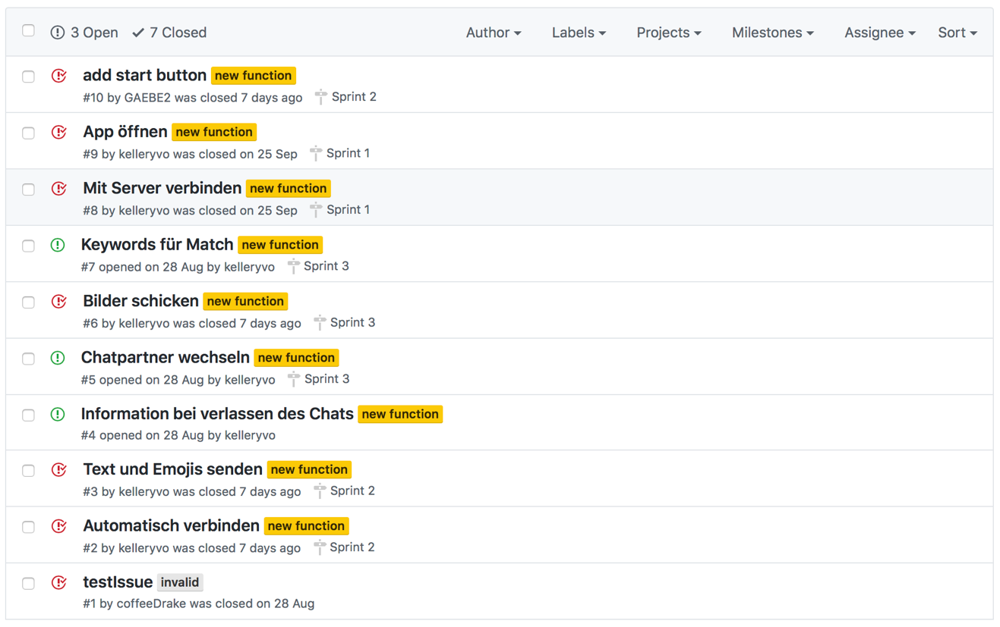 3 Open 7 Closed Author Labels Projects Milestones Assignee Sort
add start button new function
#10 by GAEBE2 was closed 7 days ago Sprint 2
App öffnen new function
#9 by kelleryvo was closed on 25 Sep Sprint 1
Mit Server verbinden new function
#8 by kelleryvo was closed on 25 Sep Sprint 1
Keywords für Match new function
#7 opened on 28 Aug by kelleryvo Sprint 3
Bilder schicken new function
#6 by kelleryvo was closed 7 days ago Sprint 3
Chatpartner wechseln new function
#5 opened on 28 Aug by kelleryvo Sprint 3
Information bei verlassen des Chats new function
#4 opened on 28 Aug by kelleryvo
Text und Emojis senden new function
#3 by kelleryvo was closed 7 days ago Sprint 2
Automatisch verbinden new function
#2 by kelleryvo was closed 7 days ago Sprint 2
testIssue invalid
#1 by coffeeDrake was closed on 28 Aug